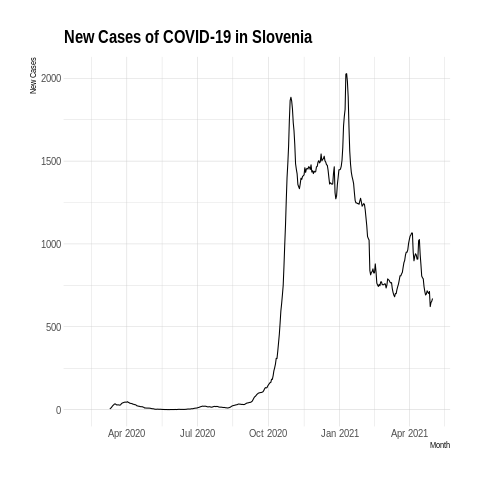 New Cases of COVID-19 in Slovenia
New Cases
2000
1500
1000
500
0
Apr 2020 Jul 2020 Oct 2020 Jan 2021 Apr 2021
Month